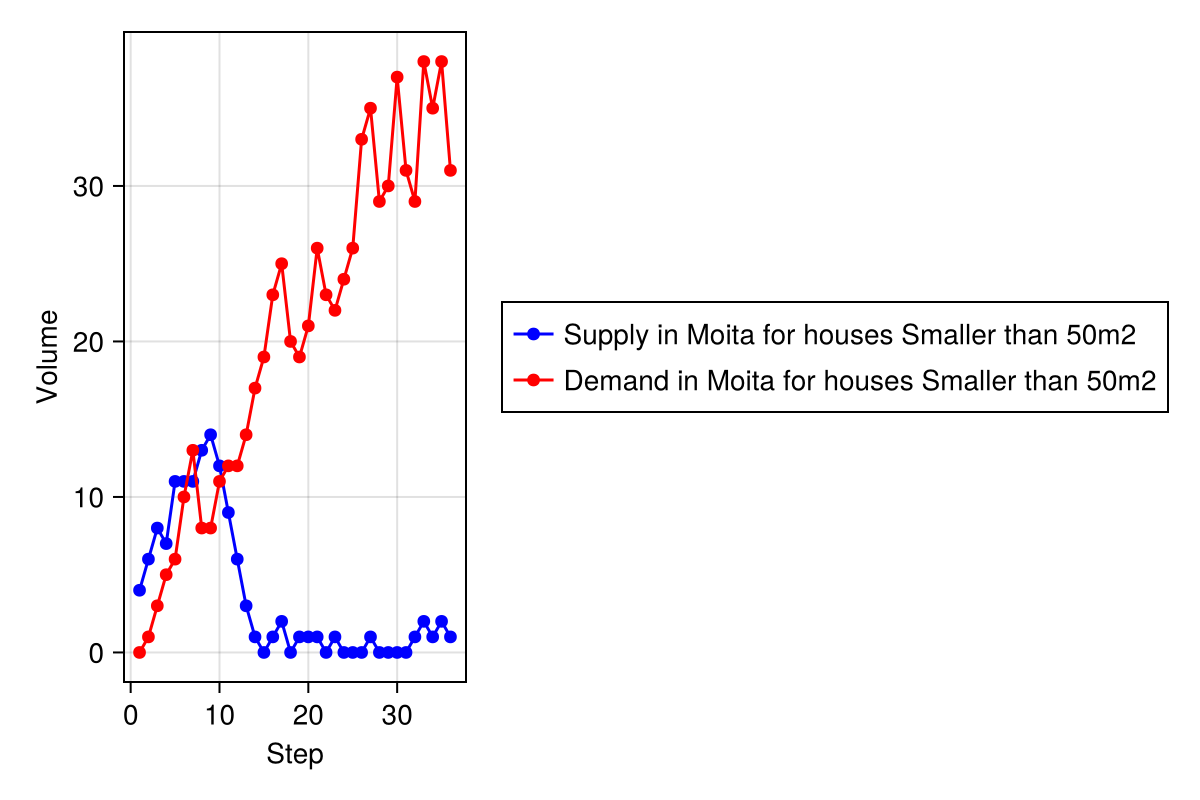 30
20
10
0
Volume
0 10 20 30
Step
Supply in Moita for houses Smaller than 50m2
Demand in Moita for houses Smaller than 50m2